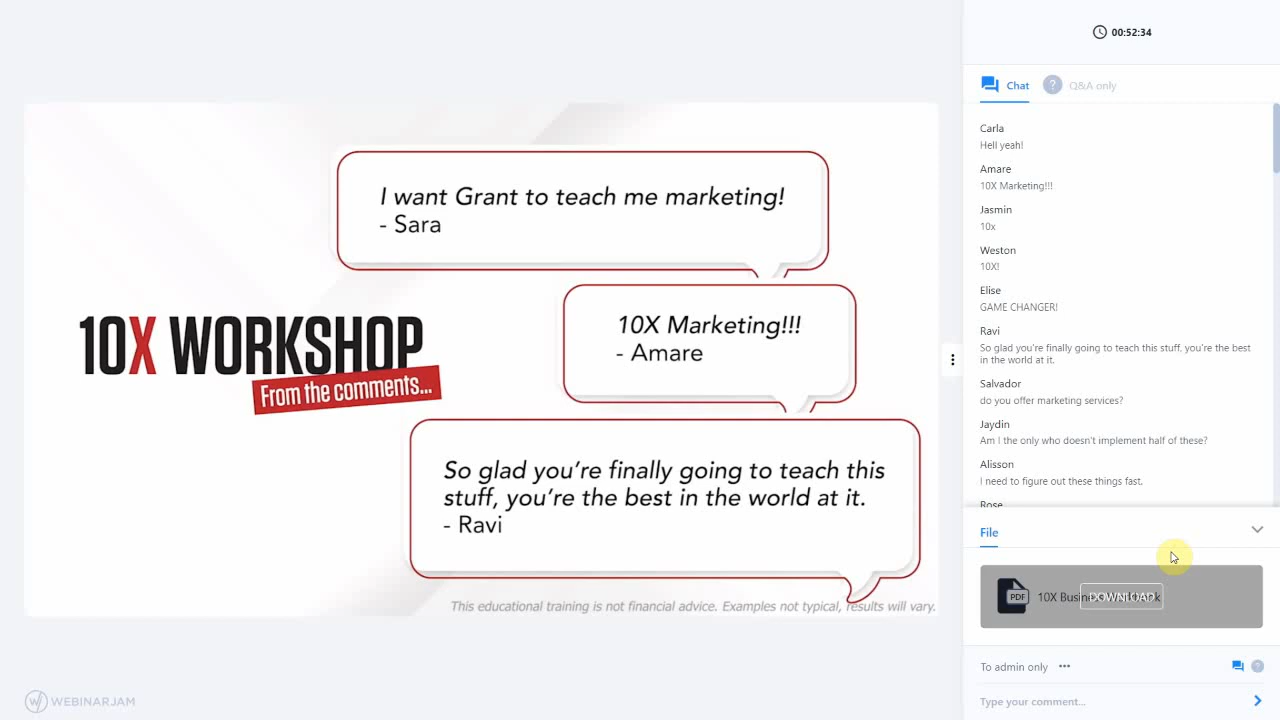 I want Grant to teach me marketing!
- Sara
10X Marketing!!!
- Amare
10X WORKSHOP
From the comments...
So glad you're finally going to teach this
stuff, you're the best in the world at it.
- Ravi
This educational training is not financial advice. Examples not typical, results will vary.
WEBINARJAM
00:52:34
Chat
? Q&A only
Carla
Hell yeah!
Amare
10X Marketing!!!
Jasmin
10x
Weston
10X!
Elise
GAME CHANGER!
Ravi
So glad you're finally going to teach this stuff, you're the best
in the world at it.
Salvador
do you offer marketing services?
Jaydin
Am I the only who doesn't implement half of these?
Alisson
I need to figure out these things fast.
Rose
File
PDF
10X
DOWNLOAD
To admin only
?
Type your comment...